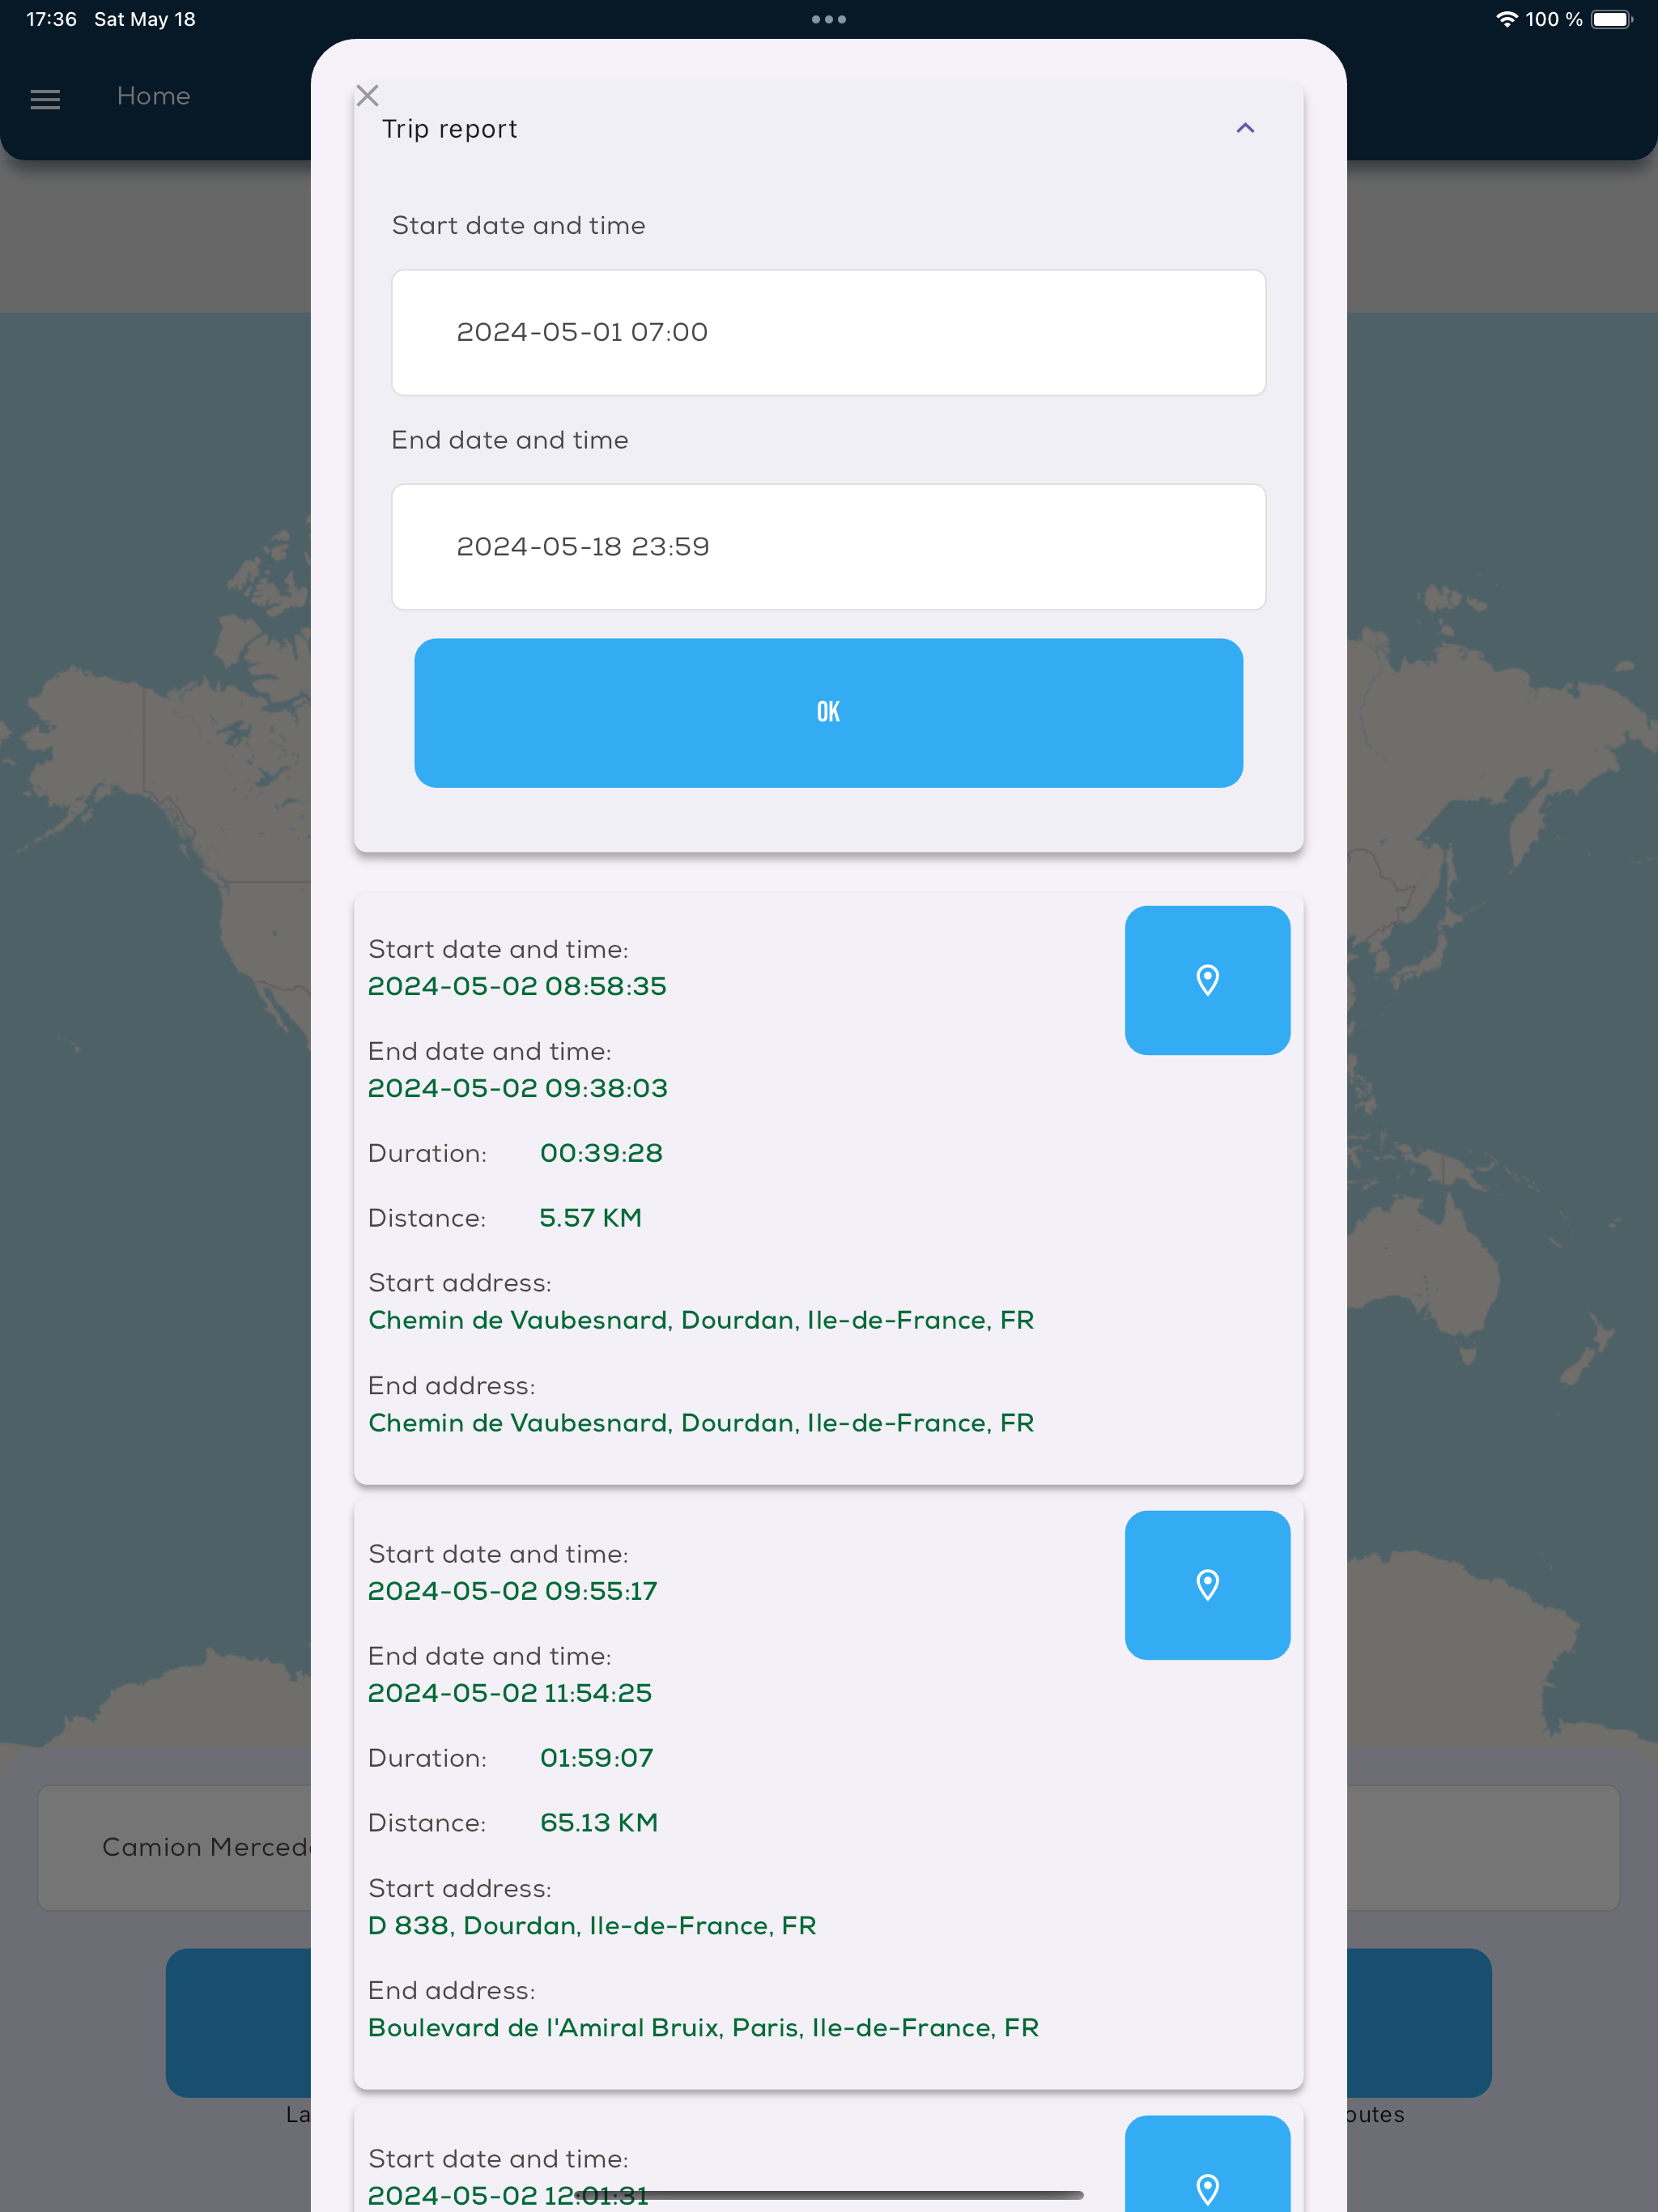 17:36 Sat May 18
100 %
Home
Trip report
Start date and time
2024-05-01 07:00
End date and time
2024-05-18 23:59
OK
Start date and time:
2024-05-02 08:58:35
End date and time:
2024-05-02 09:38:03
Duration: 00:39:28
Distance: 5.57 KM
Start address:
Chemin de Vaubesnard, Dourdan, Ile-de-France, FR
End address:
Chemin de Vaubesnard, Dourdan, Ile-de-France, FR
Start date and time:
2024-05-02 09:55:17
End date and time:
2024-05-02 11:54:25
Duration: 01:59:07
Distance: 65.13 KM
Start address:
D 838, Dourdan, Ile-de-France, FR
End address:
Boulevard de l'Amiral Bruix, Paris, Ile-de-France, FR
Start date and time:
2024-05-02 12:01:31
Camion